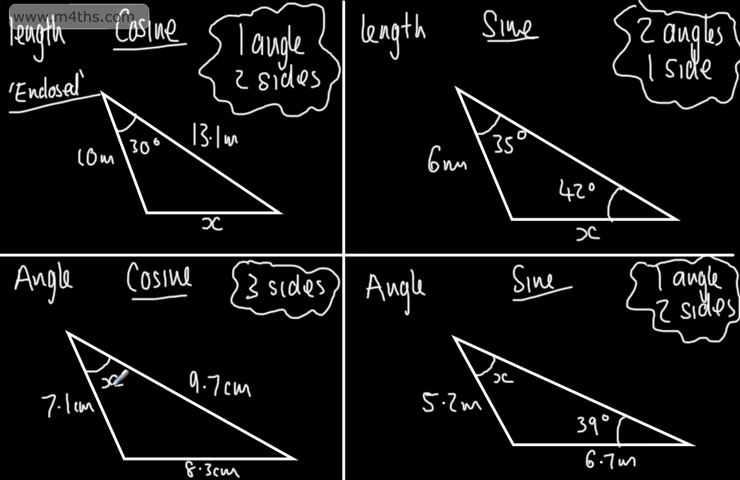 www.m4ths.com
length Cosine
1 angle
2 sides
'Enclosed'
30°
13.1m
10m
x
length Sine
2 angles
1 side
35°
6m
42°
x
Angle Cosine
3 sides
x
9.7cm
7.1cm
8.3cm
Angle Sine
1 angle
2 sides
x
5.2m
39°
6.7m